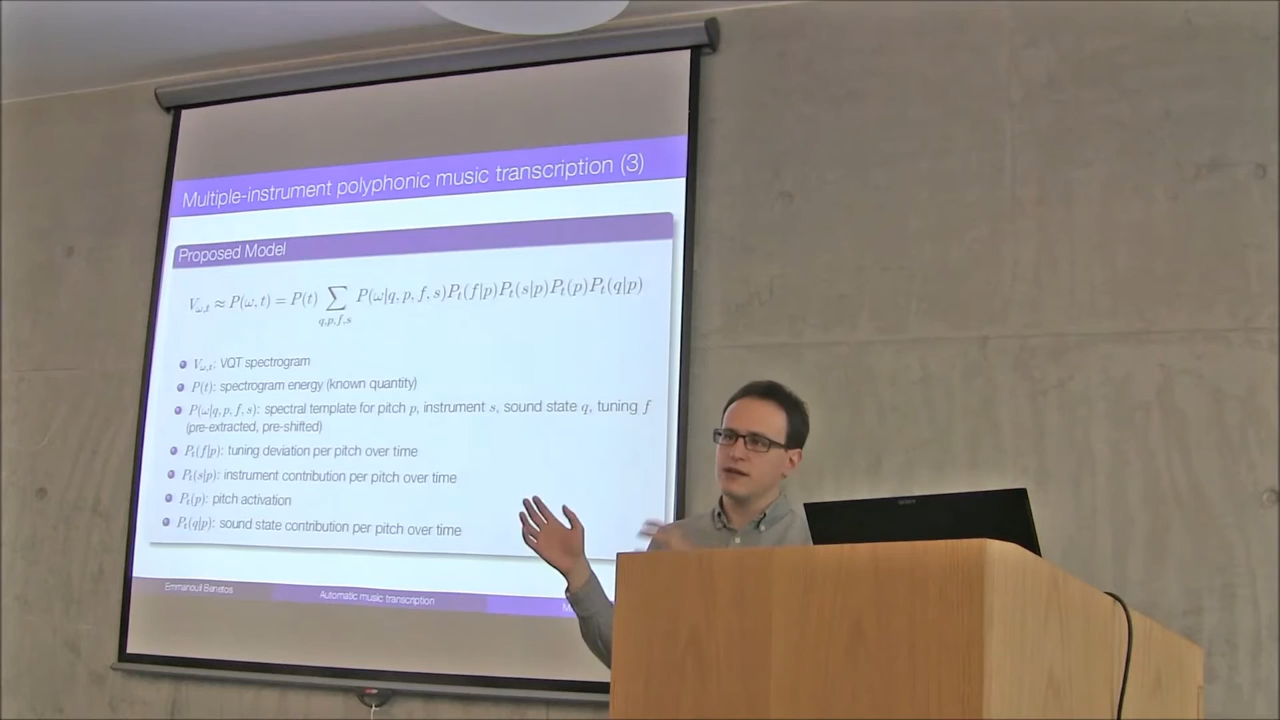 Multiple-instrument polyphonic music transcription (3)
Proposed Model
V_{ω,t} ≈ P(ω, t) = P(t) ∑_{q,p,f,s} P(ω|q, p, f, s)P_t(f|p)P_t(s|p)P_t(p)P_t(q|p)
V_{ω,t}: VQT spectrogram
P(t): spectrogram energy (known quantity)
P(ω|q, p, f, s): spectral template for pitch p, instrument s, sound state q, tuning f
(pre-extracted, pre-shifted)
P_t(f|p): tuning deviation per pitch over time
P_t(s|p): instrument contribution per pitch over time
P_t(p): pitch activation
P_t(q|p): sound state contribution per pitch over time
Emmanouil Benetos Automatic music transcription
SONY